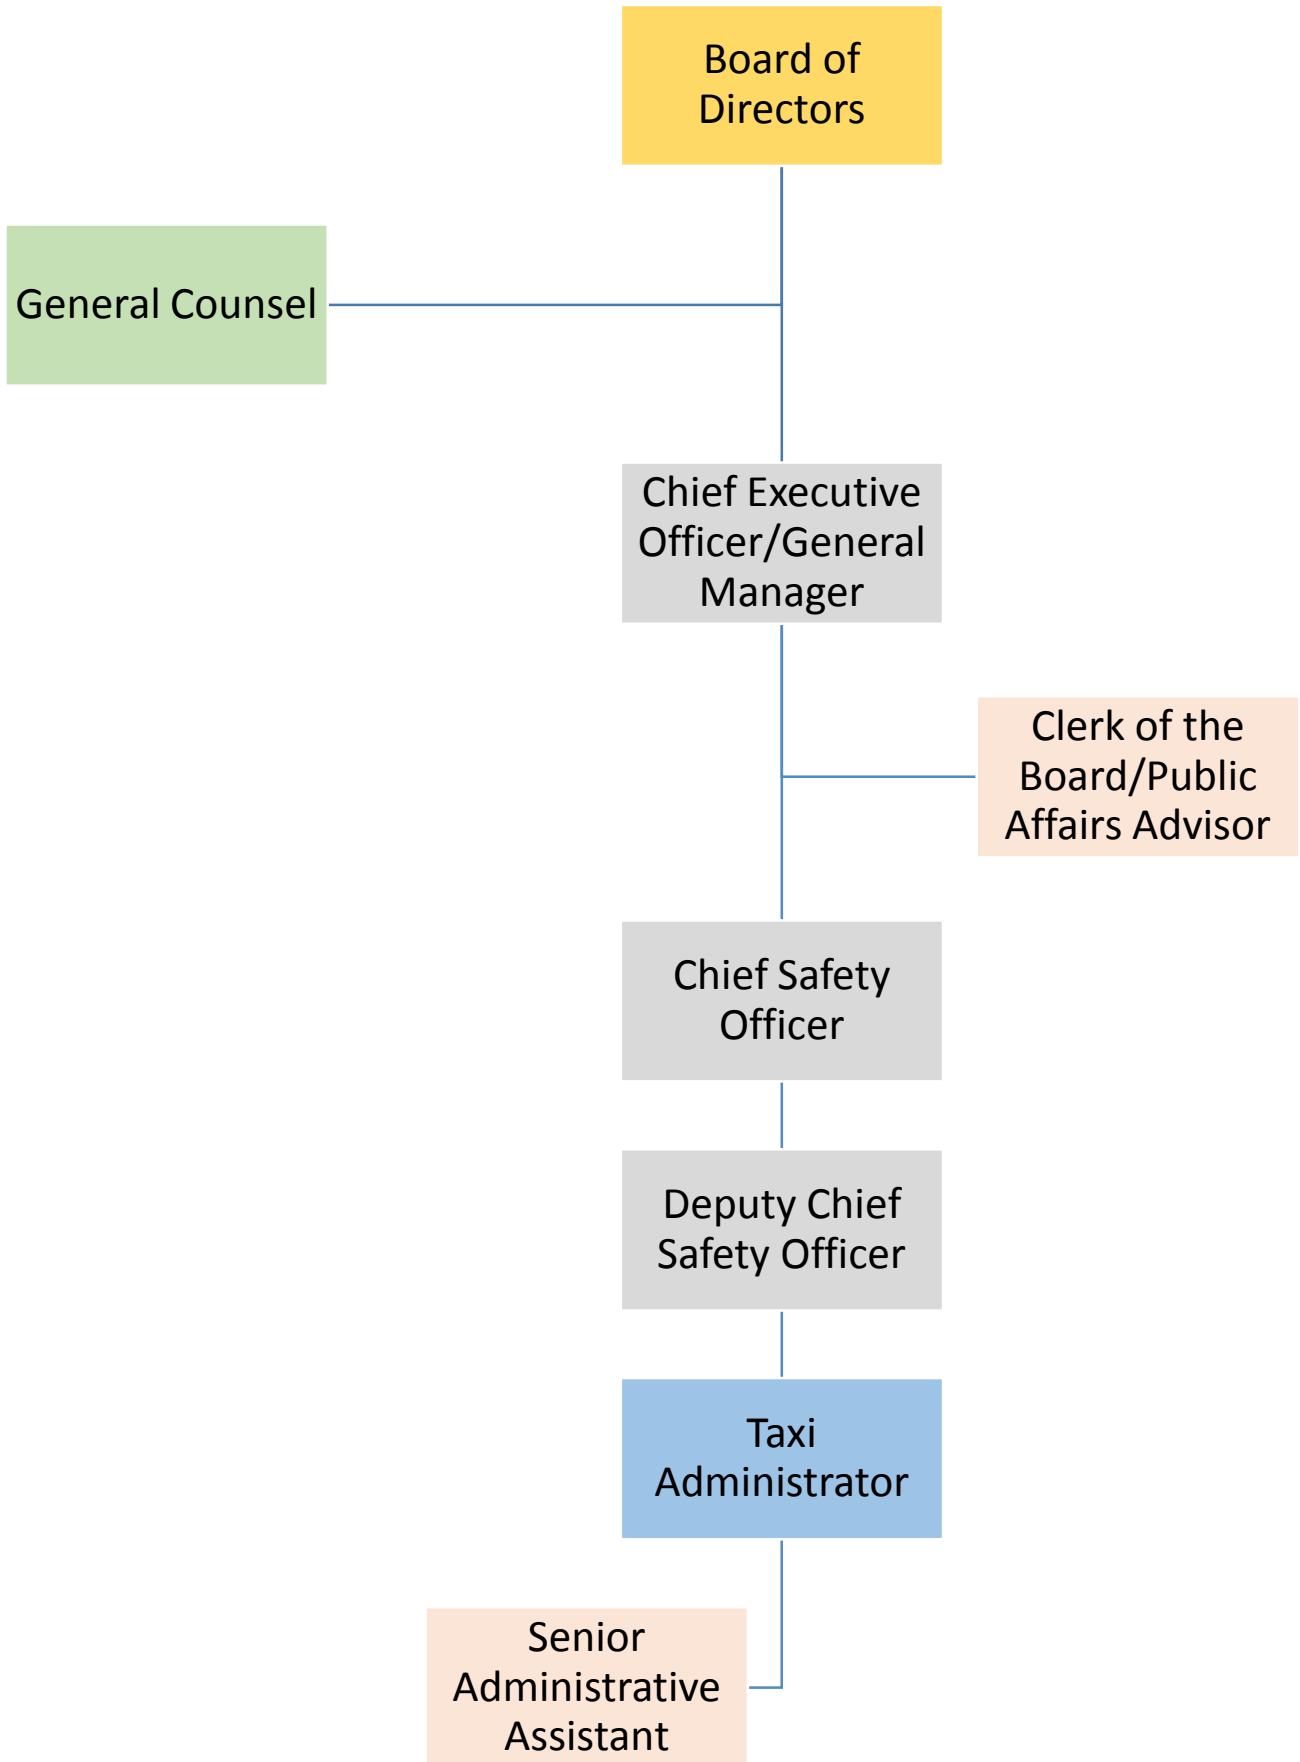 Board of
Directors
General Counsel
Chief Executive
Officer/General
Manager
Clerk of the
Board/Public
Affairs Advisor
Chief Safety
Officer
Deputy Chief
Safety Officer
Taxi
Administrator
Senior
Administrative
Assistant